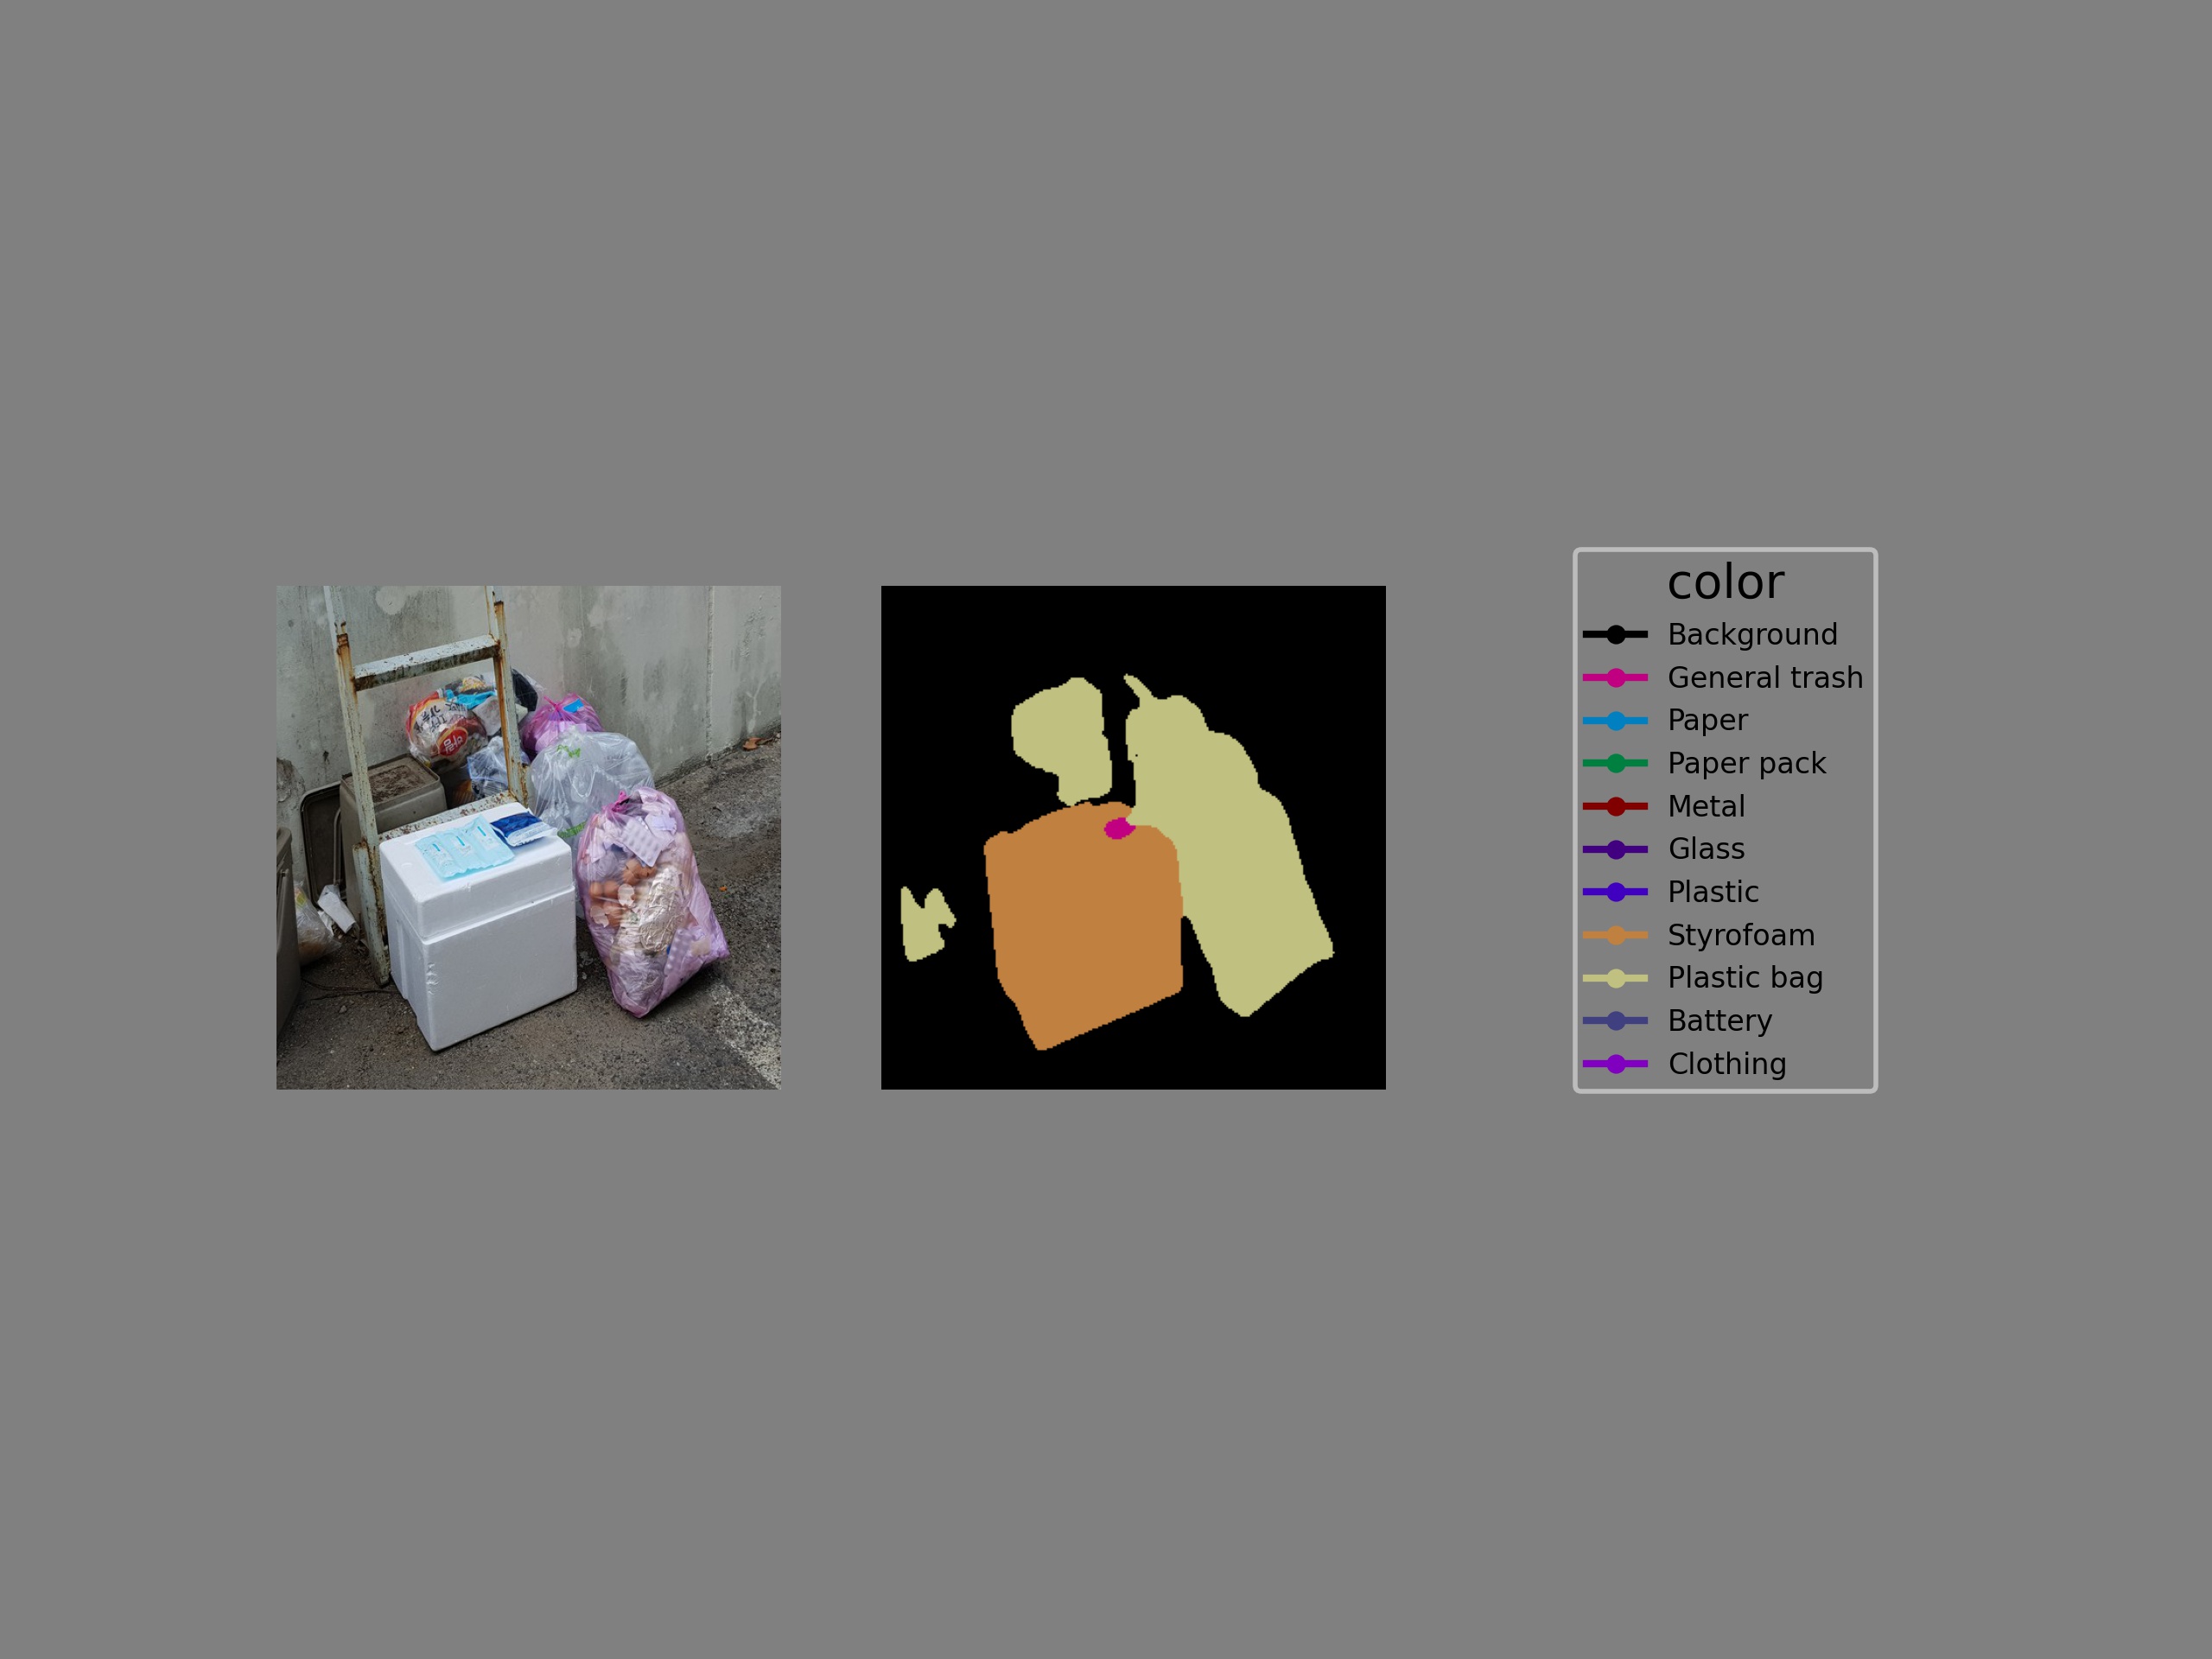 color
Background
General trash
Paper
Paper pack
Metal
Glass
Plastic
Styrofoam
Plastic bag
Battery
Clothing